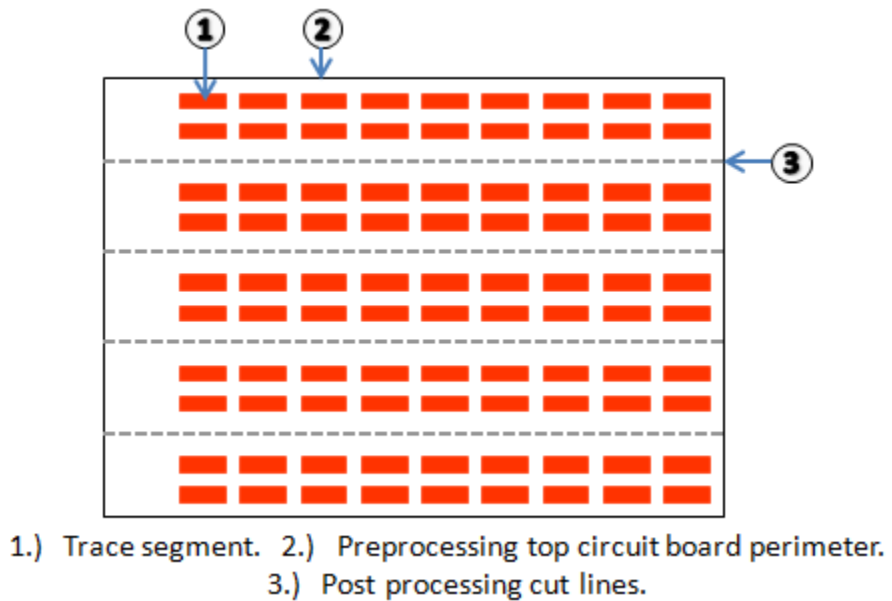 1 2
3
1.) Trace segment. 2.) Preprocessing top circuit board perimeter.
3.) Post processing cut lines.